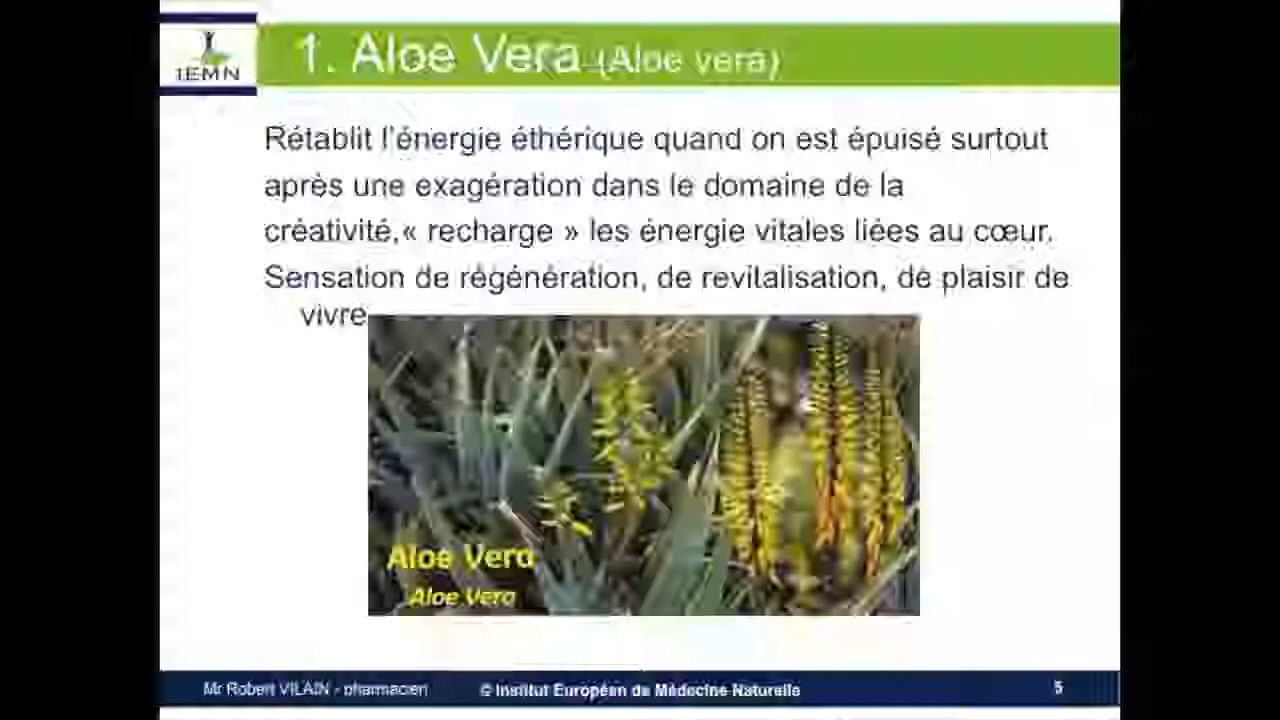 IEMN
1. Aloe Vera (Aloe vera)
Rétablit l'énergie éthérique quand on est épuisé surtout
après une exagération dans le domaine de la
créativité,« recharge » les énergie vitales liées au cœur.
Sensation de régénération, de revitalisation, de plaisir de
vivre
Aloe Vera
Aloe Vera
Mr Robert VILAIN - pharmacien
© Institut Européen de Médecine Naturelle
5